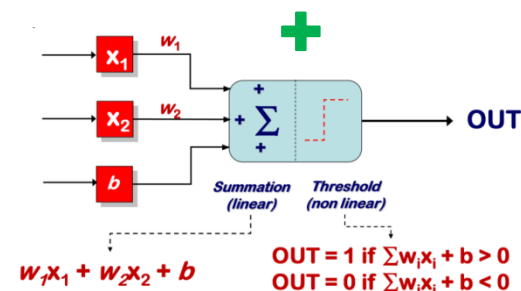 x₁
w₁
x₂
w₂
b
+
+ Σ
+
OUT
Summation
(linear)
Threshold
(non linear)
w₁x₁ + w₂x₂ + b
OUT = 1 if ∑wᵢxᵢ + b > 0
OUT = 0 if ∑wᵢxᵢ + b < 0